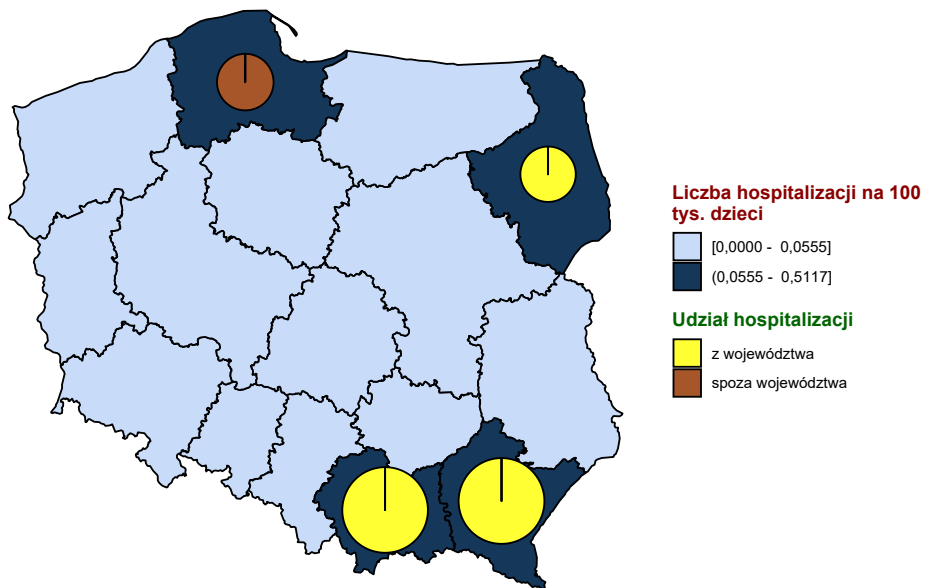 Liczba hospitalizacji na 100
tys. dzieci
[0,0000 - 0,0555]
(0,0555 - 0,5117]
Udział hospitalizacji
z województwa
spoza województwa